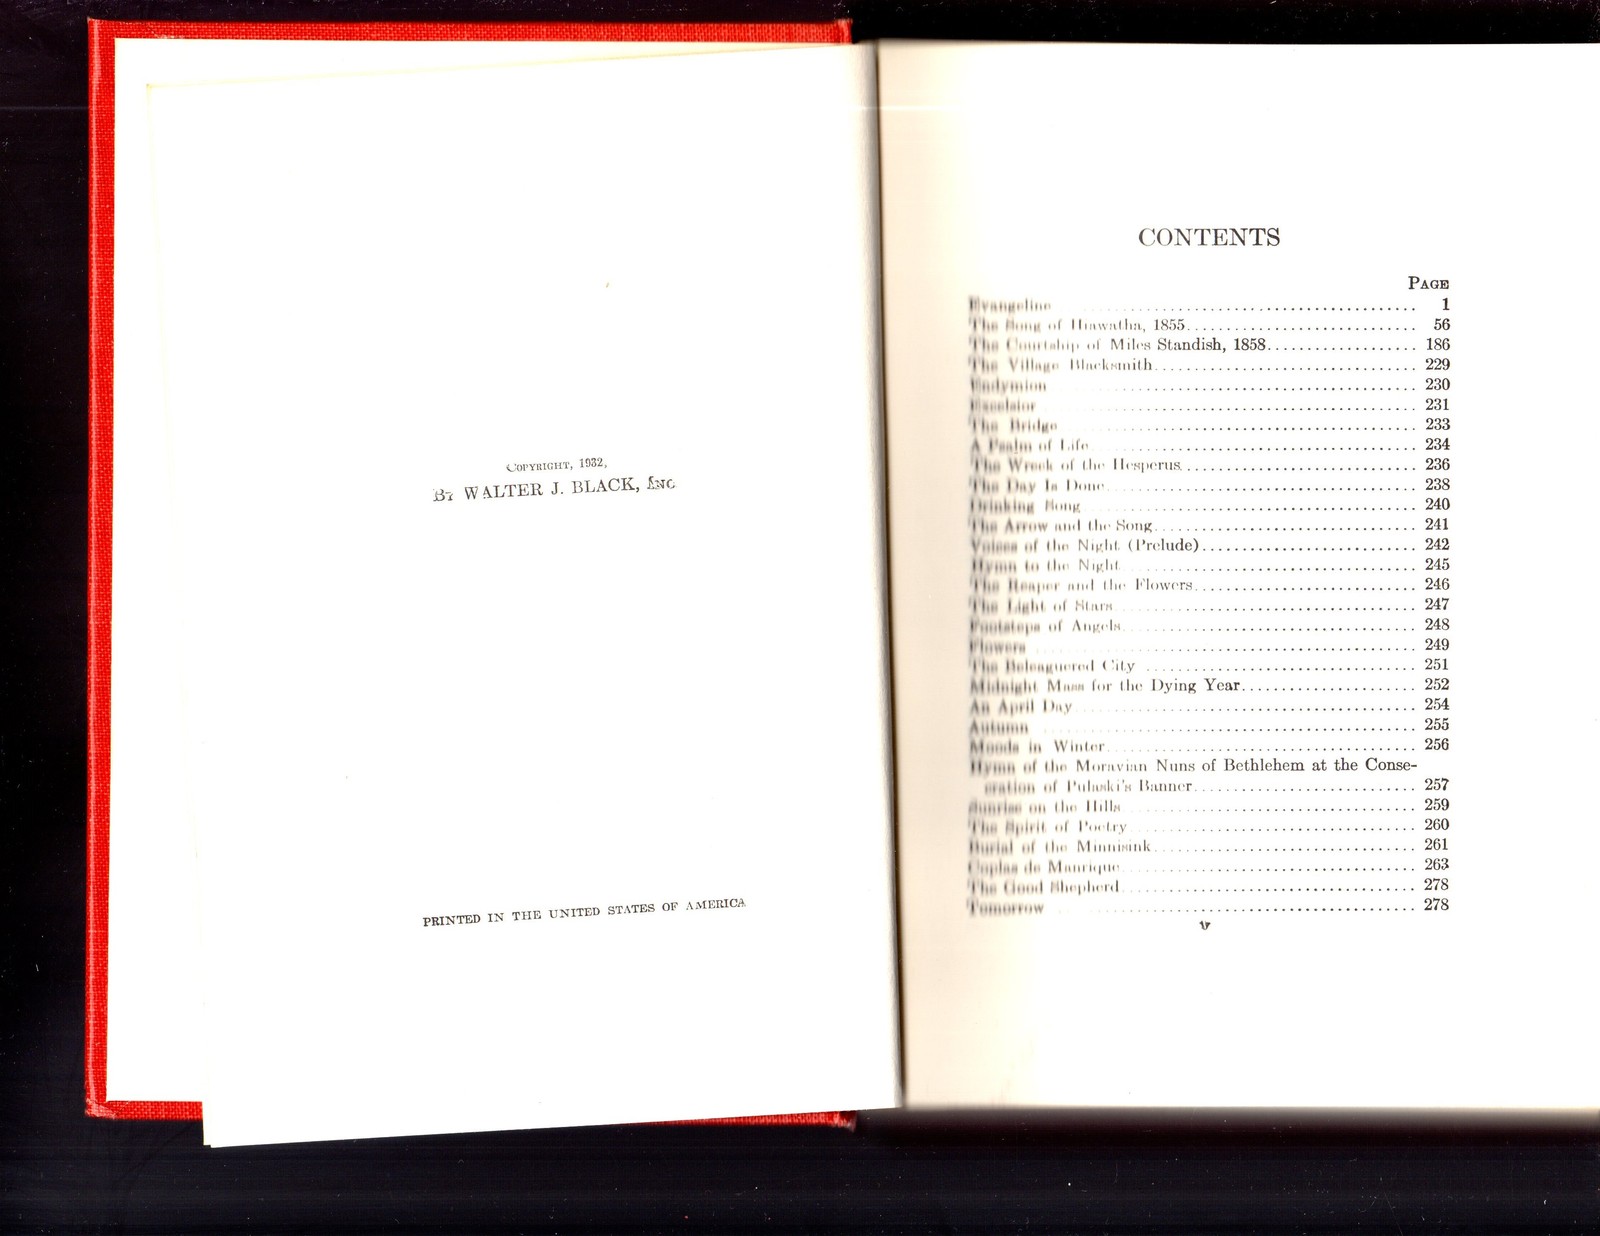 COPYRIGHT, 1932,
BY WALTER J. BLACK, INC
PRINTED IN THE UNITED STATES OF AMERICA
CONTENTS
PAGE
Evangeline 1
The Song of Hiawatha, 1855 56
The Courtship of Miles Standish, 1858 186
The Village Blacksmith 229
Endymion 230
Excelsior 231
The Bridge 233
A Psalm of Life 234
The Wreck of the Hesperus 236
The Day Is Done 238
Drinking Song 240
The Arrow and the Song 241
Voices of the Night (Prelude) 242
Hymn to the Night 245
The Reaper and the Flowers 246
The Light of Stars 247
Footsteps of Angels 248
Flowers 249
The Beleaguered City 251
Midnight Mass for the Dying Year 252
An April Day 254
Autumn 255
Moods in Winter 256
Hymn of the Moravian Nuns of Bethlehem at the Conse-
cration of Pulaski's Banner 257
Sunrise on the Hills 259
The Spirit of Poetry 260
Burial of the Minnisink 261
Coplas de Manrique 263
The Good Shepherd 278
Tomorrow 278
v